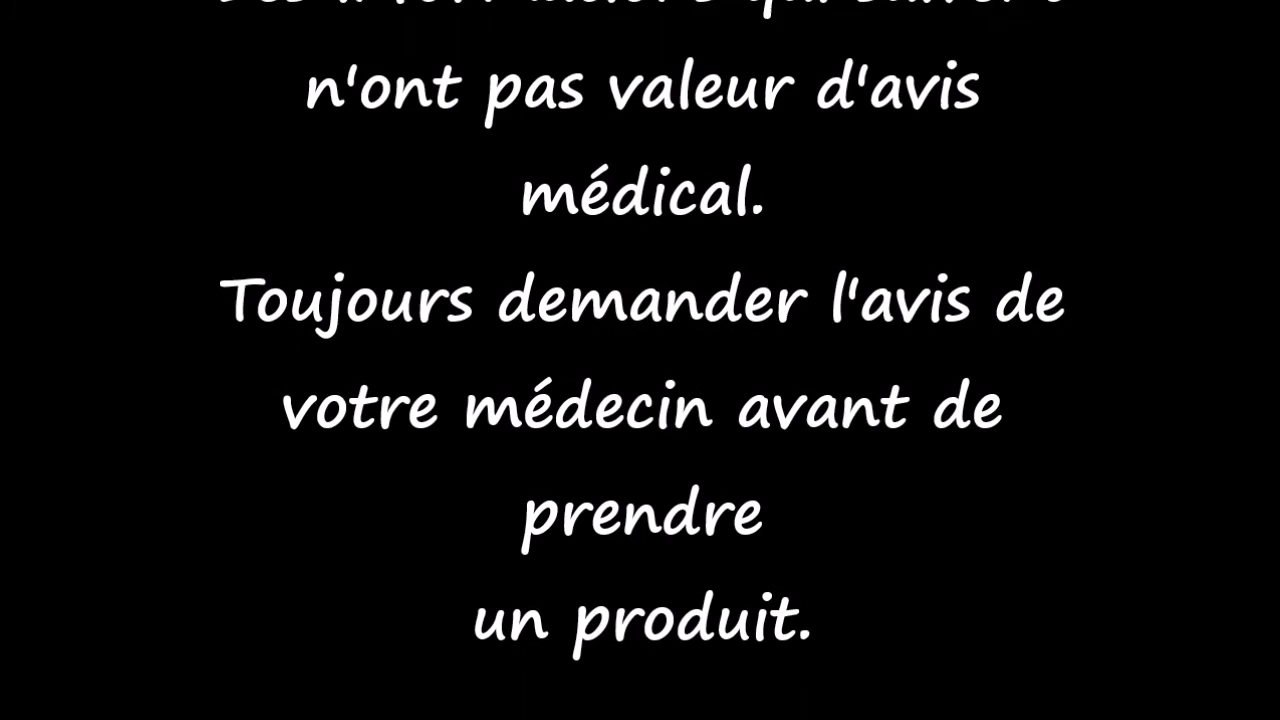 n'ont pas valeur d'avis
médical.
Toujours demander l'avis de
votre médecin avant de
prendre
un produit.